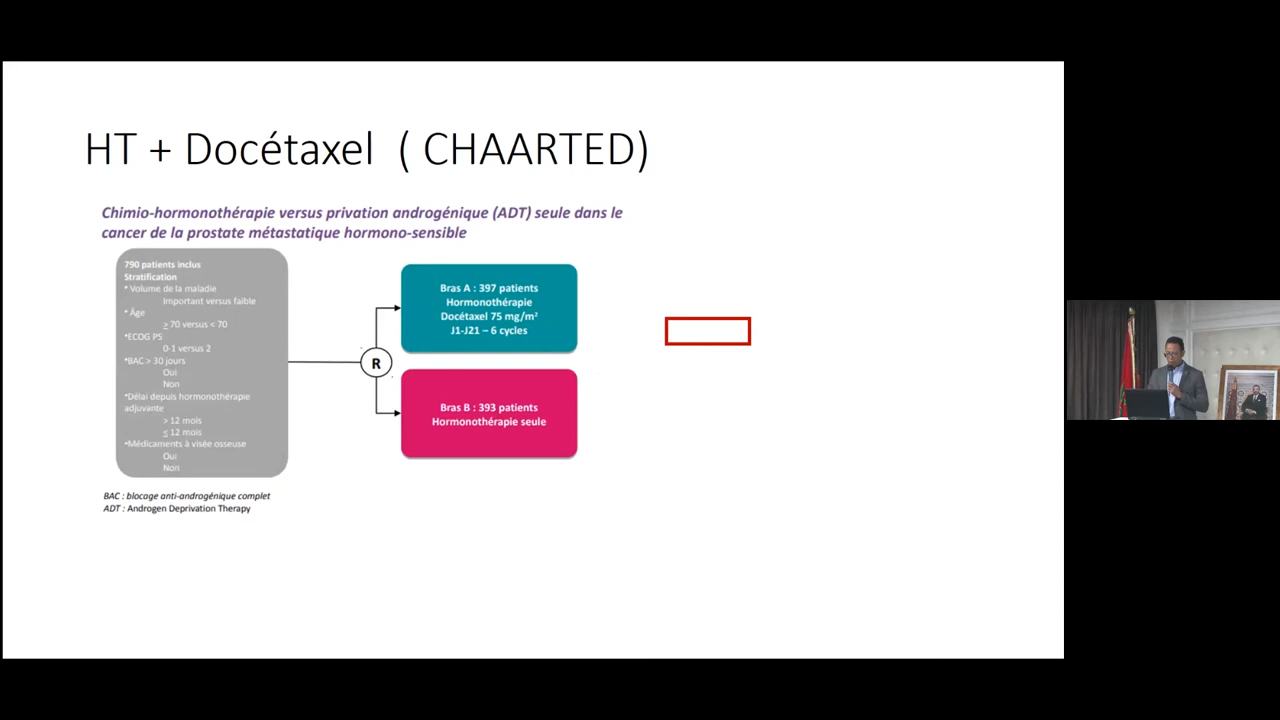 HT + Docétaxel ( CHAARTED)
Chimio-hormonothérapie versus privation androgénique (ADT) seule dans le
cancer de la prostate métastatique hormono-sensible
790 patients inclus
Stratification
* Volume de la maladie
Important versus faible
* Âge
≥ 70 versus < 70
*ECOG PS
0-1 versus 2
*BAC > 30 jours
Oui
Non
*Délai depuis hormonothérapie
adjuvante
> 12 mois
≤ 12 mois
*Médicaments à visée osseuse
Oui
Non
R
Bras A : 397 patients
Hormonothérapie
Docétaxel 75 mg/m²
J1-J21 – 6 cycles
Bras B : 393 patients
Hormonothérapie seule
BAC : blocage anti-androgénique complet
ADT : Androgen Deprivation Therapy